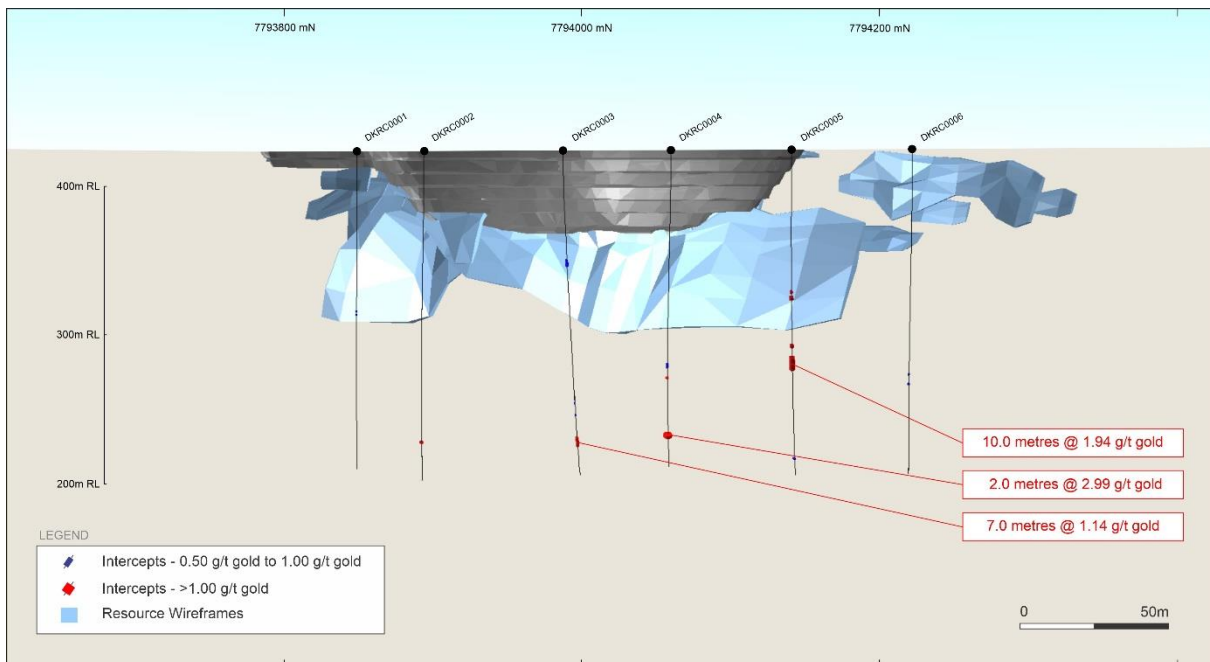 7793800 mN
7794000 mN
7794200 mN
DKRC0001
DKRC0002
DKRC0003
DKRC0004
DKRC0005
DKRC0006
400m RL
300m RL
200m RL
10.0 metres @ 1.94 g/t gold
2.0 metres @ 2.99 g/t gold
7.0 metres @ 1.14 g/t gold
LEGEND
Intercepts - 0.50 g/t gold to 1.00 g/t gold
Intercepts - >1.00 g/t gold
Resource Wireframes
0 50m